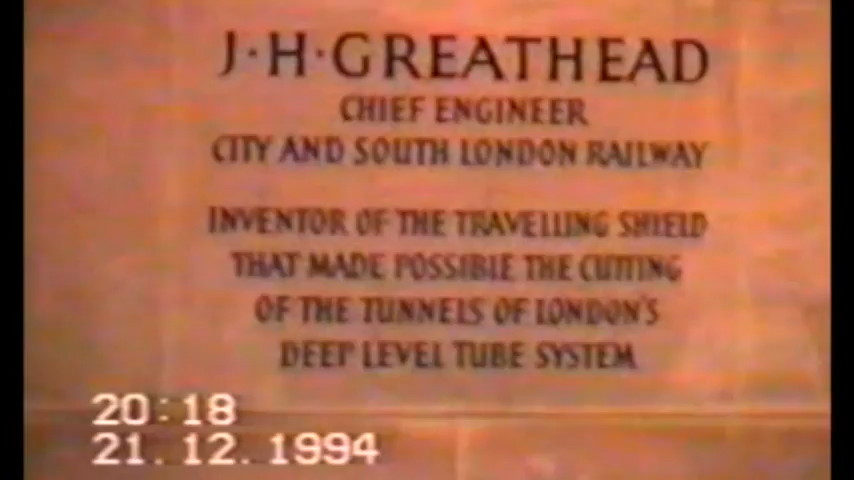 J·H·GREATHEAD
CHIEF ENGINEER
CITY AND SOUTH LONDON RAILWAY
INVENTOR OF THE TRAVELLING SHIELD
THAT MADE POSSIBLE THE CUTTING
OF THE TUNNELS OF LONDON'S
DEEP LEVEL TUBE SYSTEM
20:18
21.12.1994